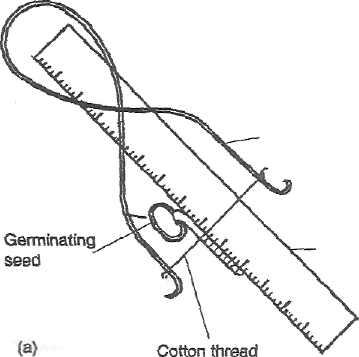 Germinating
seed
(a)
Cotton thread